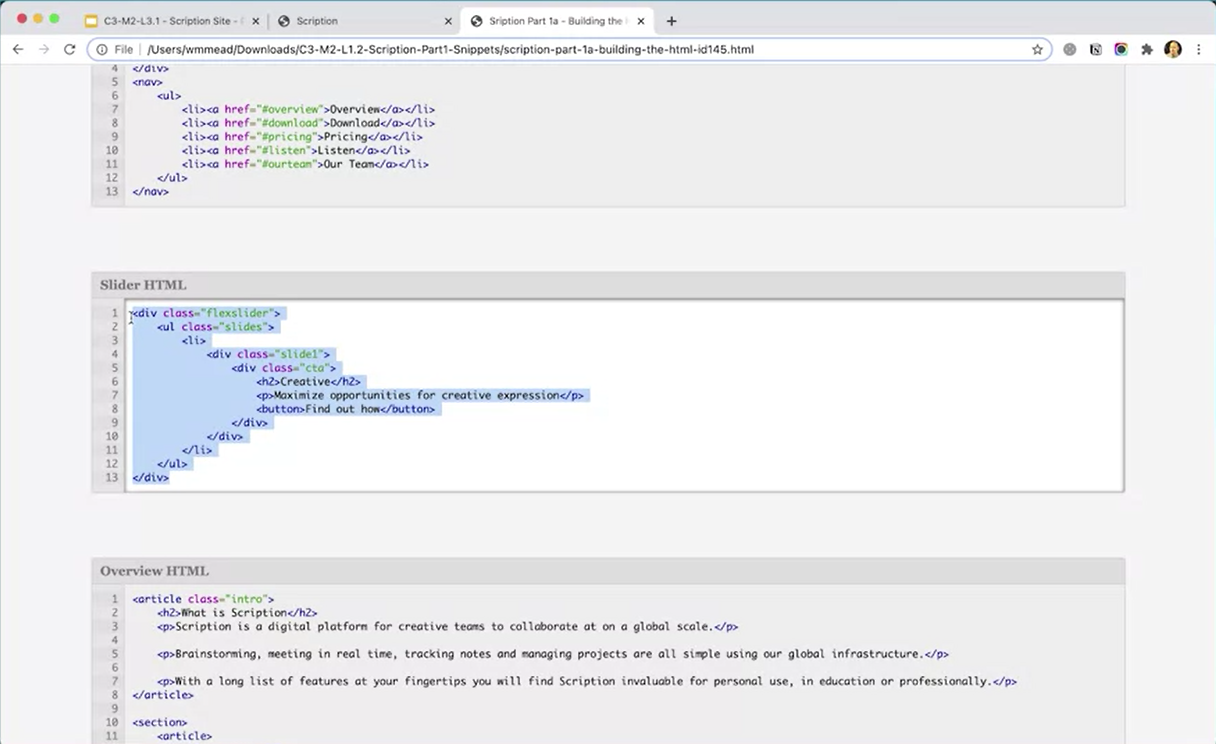 C3-M2-L3.1 - Scription Site -
Scription
Sription Part 1a - Building the
File
/Users/wmmead/Downloads/C3-M2-L1.2-Scription-Part1-Snippets/scription-part-1a-building-the-html-id145.html
4 </div>
5 <nav>
6 <ul>
7 <li><a href="#overview">Overview</a></li>
8 <li><a href="#download">Download</a></li>
9 <li><a href="#pricing">Pricing</a></li>
10 <li><a href="#listen">Listen</a></li>
11 <li><a href="#ourteam">Our Team</a></li>
12 </ul>
13 </nav>
Slider HTML
1 <div class="flexslider">
2 <ul class="slides">
3 <li>
4 <div class="slide1">
5 <div class="cta">
6 <h2>Creative</h2>
7 <p>Maximize opportunities for creative expression</p>
8 <button>Find out how</button>
9 </div>
10 </div>
11 </li>
12 </ul>
13 </div>
Overview HTML
1 <article class="intro">
2 <h2>What is Scription</h2>
3 <p>Scription is a digital platform for creative teams to collaborate at on a global scale.</p>
4
5 <p>Brainstorming, meeting in real time, tracking notes and managing projects are all simple using our global infrastructure.</p>
6
7 <p>With a long list of features at your fingertips you will find Scription invaluable for personal use, in education or professionally.</p>
8 </article>
9
10 <section>
11 <article>